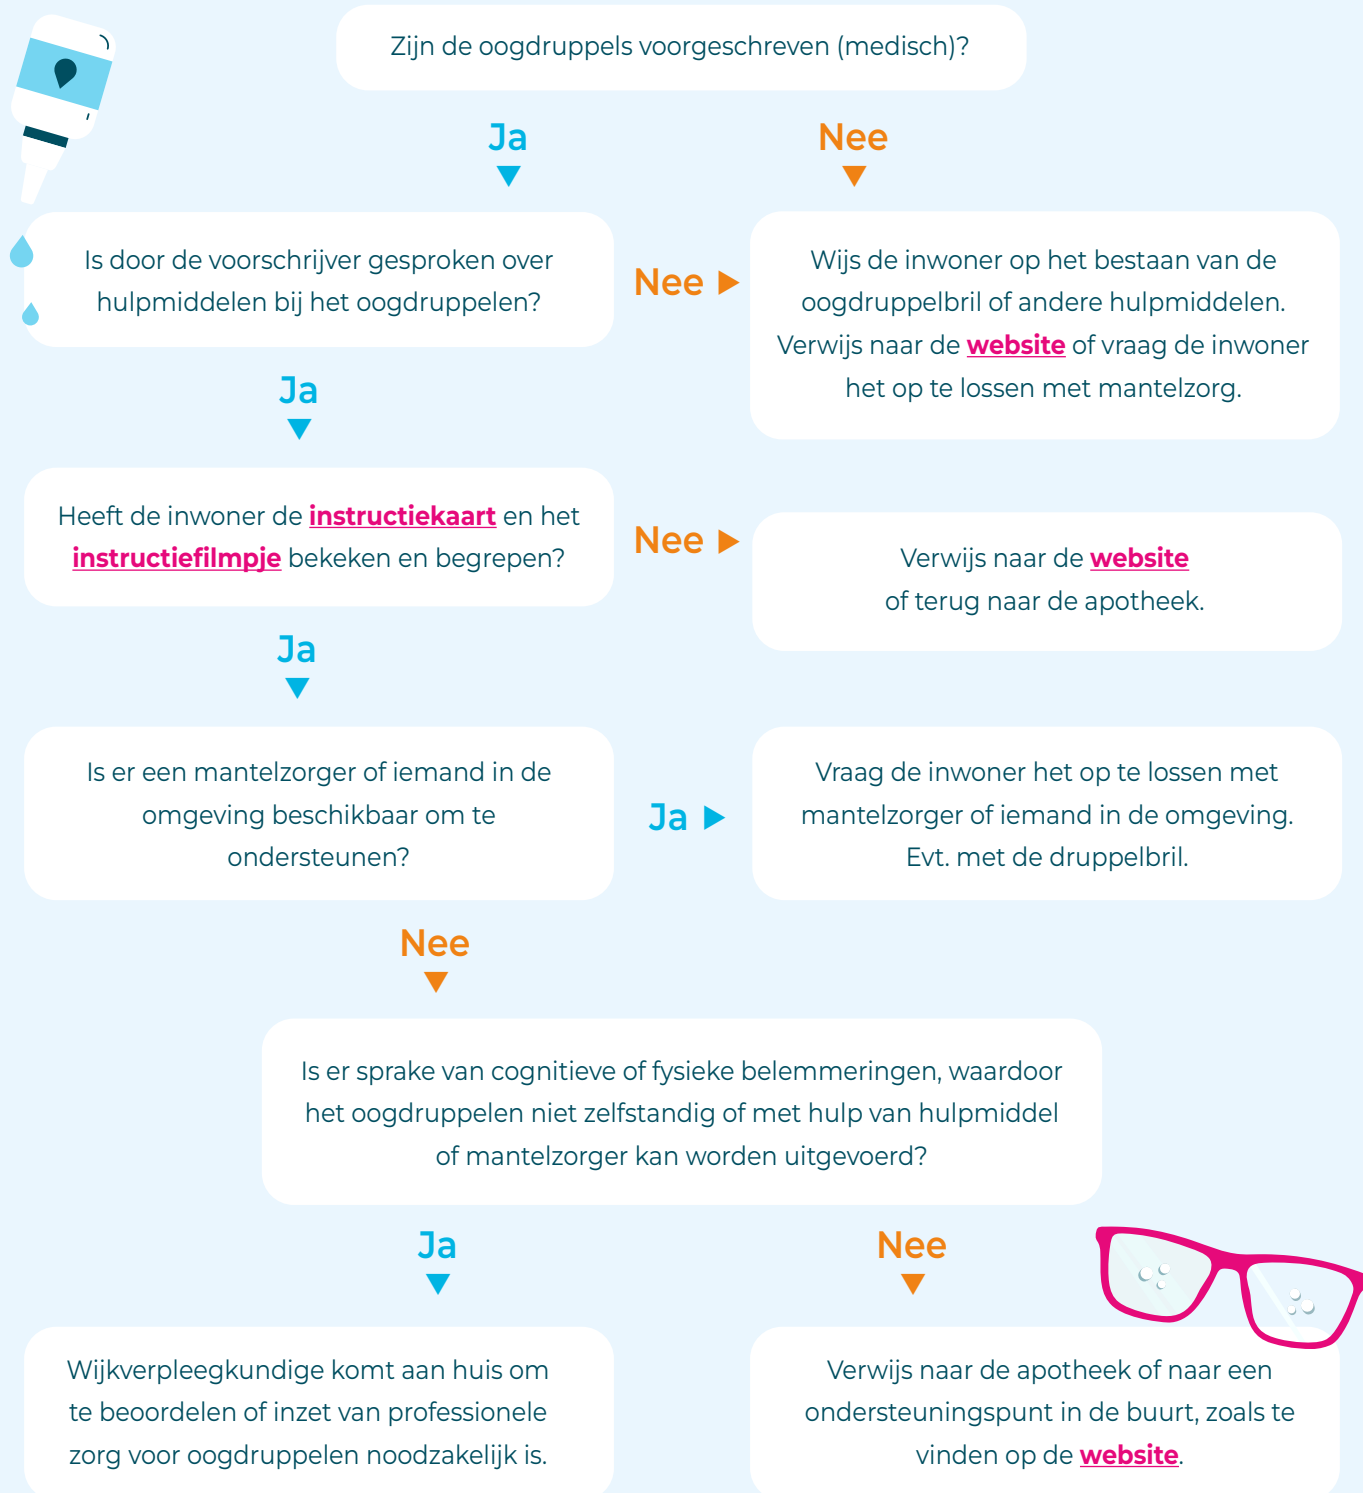 Zijn de oogdruppels voorgeschreven (medisch)?
Ja
Nee
Is door de voorschrijver gesproken over
hulpmiddelen bij het oogdruppelen?
Nee
Wijs de inwoner op het bestaan van de
oogdruppelbril of andere hulpmiddelen.
Verwijs naar de website of vraag de inwoner
het op te lossen met mantelzorg.
Ja
Heeft de inwoner de instructiekaart en het
instructiefilmpje bekeken en begrepen?
Nee
Verwijs naar de website
of terug naar de apotheek.
Ja
Is er een mantelzorger of iemand in de
omgeving beschikbaar om te
ondersteunen?
Ja
Vraag de inwoner het op te lossen met
mantelzorger of iemand in de omgeving.
Evt. met de druppelbril.
Nee
Is er sprake van cognitieve of fysieke belemmeringen, waardoor
het oogdruppelen niet zelfstandig of met hulp van hulpmiddel
of mantelzorger kan worden uitgevoerd?
Ja
Nee
Wijkverpleegkundige komt aan huis om
te beoordelen of inzet van professionele
zorg voor oogdruppelen noodzakelijk is.
Verwijs naar de apotheek of naar een
ondersteuningspunt in de buurt, zoals te
vinden op de website.